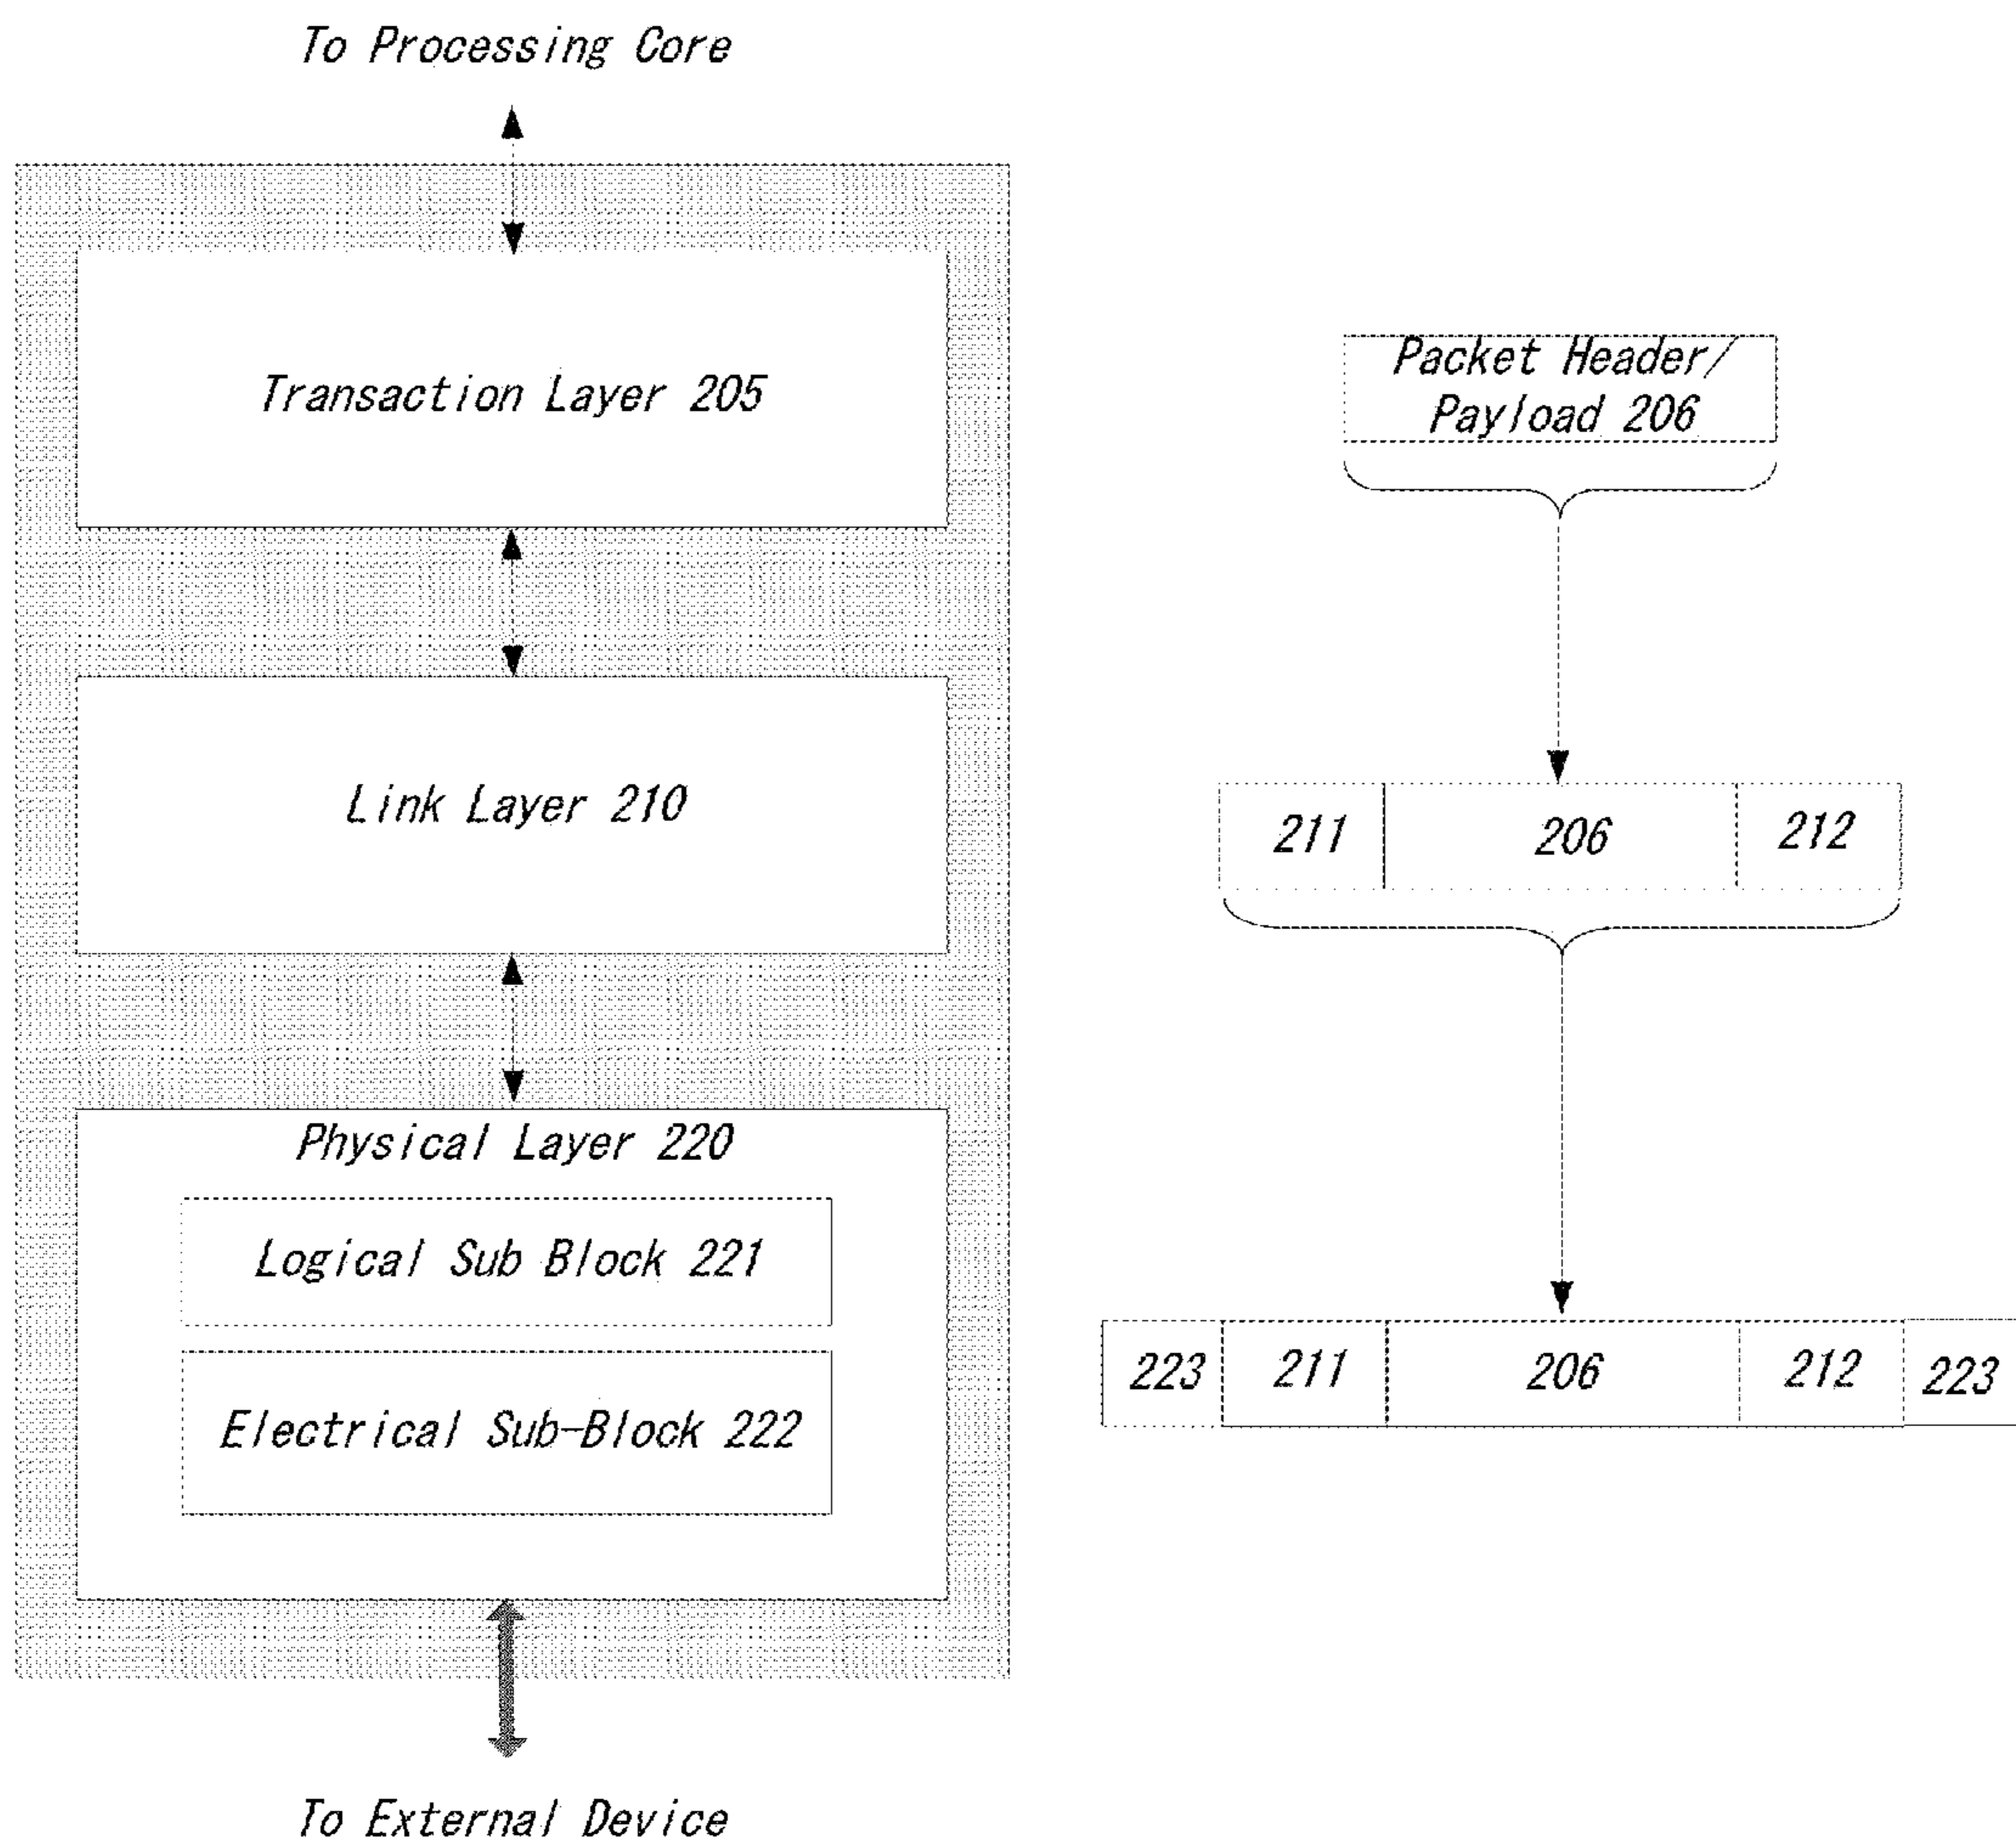 To Processing Core
Transaction Layer 205
Packet Header/
Payload 206
Link Layer 210
211 206 212
Physical Layer 220
Logical Sub Block 221
Electrical Sub-Block 222
223 211 206 212 223
To External Device